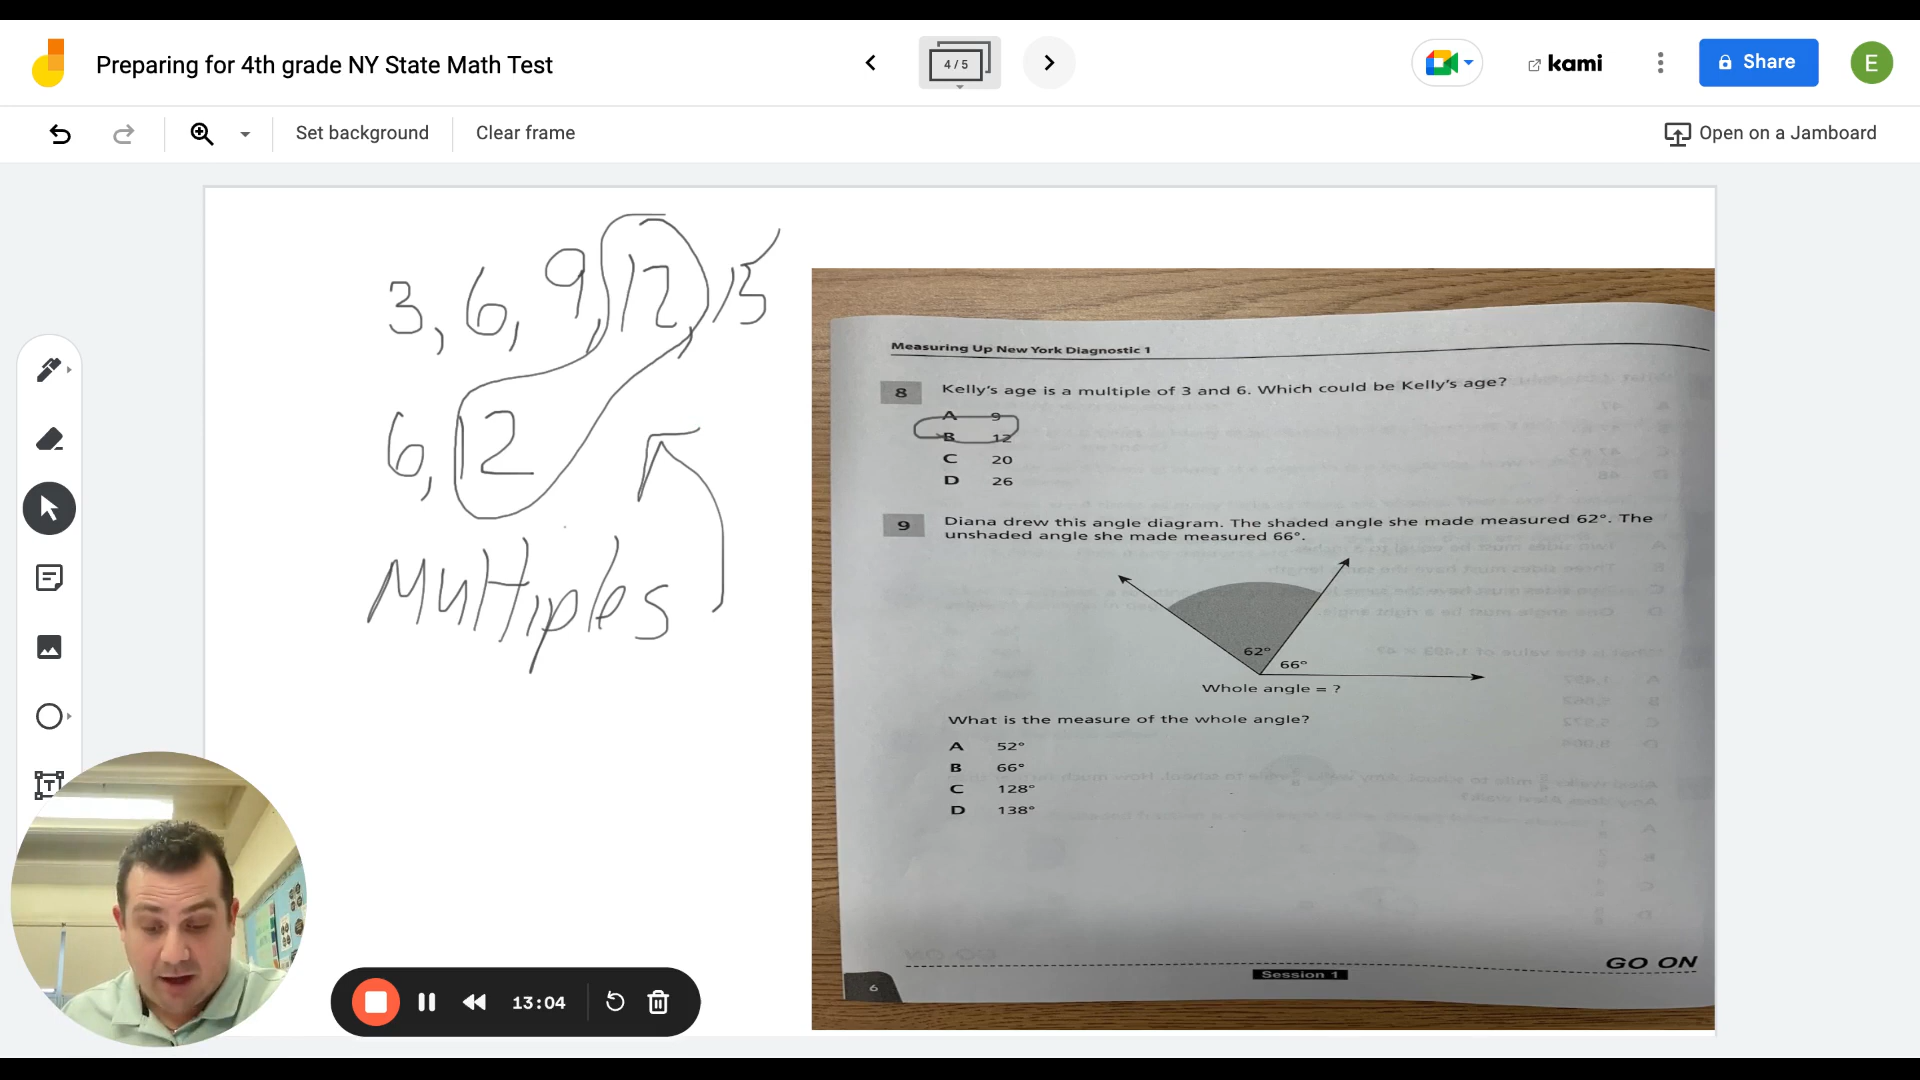 Preparing for 4th grade NY State Math Test
4 / 5
kami
Share
E
Set background
Clear frame
Open on a Jamboard
3, 6, 9, 12, 15
6, 12
Multiples
Measuring Up New York Diagnostic 1
8 Kelly's age is a multiple of 3 and 6. Which could be Kelly's age?
A 9
B 12
C 20
D 26
9 Diana drew this angle diagram. The shaded angle she made measured 62°. The
unshaded angle she made measured 66°.
62°
66°
Whole angle = ?
What is the measure of the whole angle?
A 52°
B 66°
C 128°
D 138°
GO ON
Session 1
6
13:04